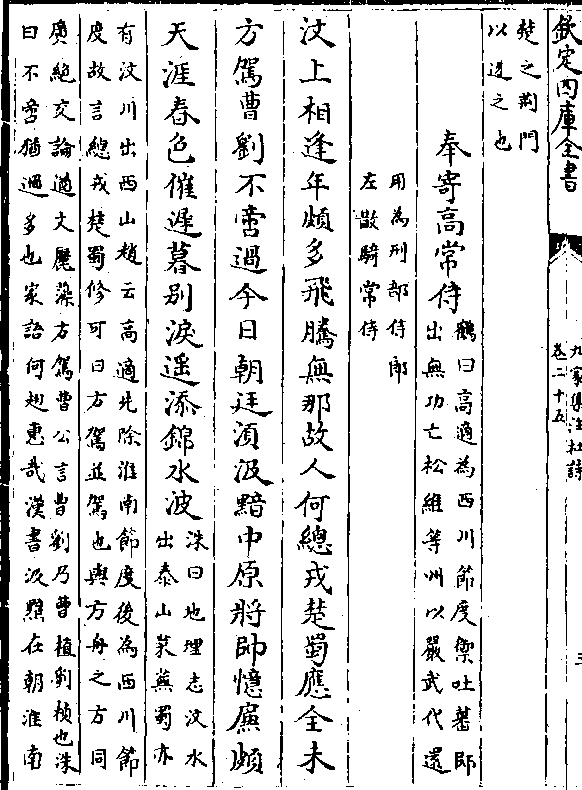 欽定四庫全書
九家集注杜詩
卷二十五
楚之荆門
以送之也
奉寄高常侍
鶴曰高適為西川節度禦吐蕃師
出無功亡松維等州以嚴武代還
用為刑部侍郎
左散騎常侍
汶上相逢年頗多飛騰無那故人何總戎楚蜀應全未
方駕曹劉不啻過今日朝廷湏汲黯中原將帥憶廉頗
天涯春色催遲暮别淚遥添錦水波
洙曰地理志汶水
出泰山萊蕪蜀亦
有汶川出西山趙云高適先除淮南節度後為西川節
度故言總戎楚蜀修可曰方駕並駕也與方舟之方同
廣絶交論遒文麗藻方駕曹公言曹劉乃曹植劉楨也洙
曰不啻猶過多也家語何翅惠哉漢書汲黯在朝淮南